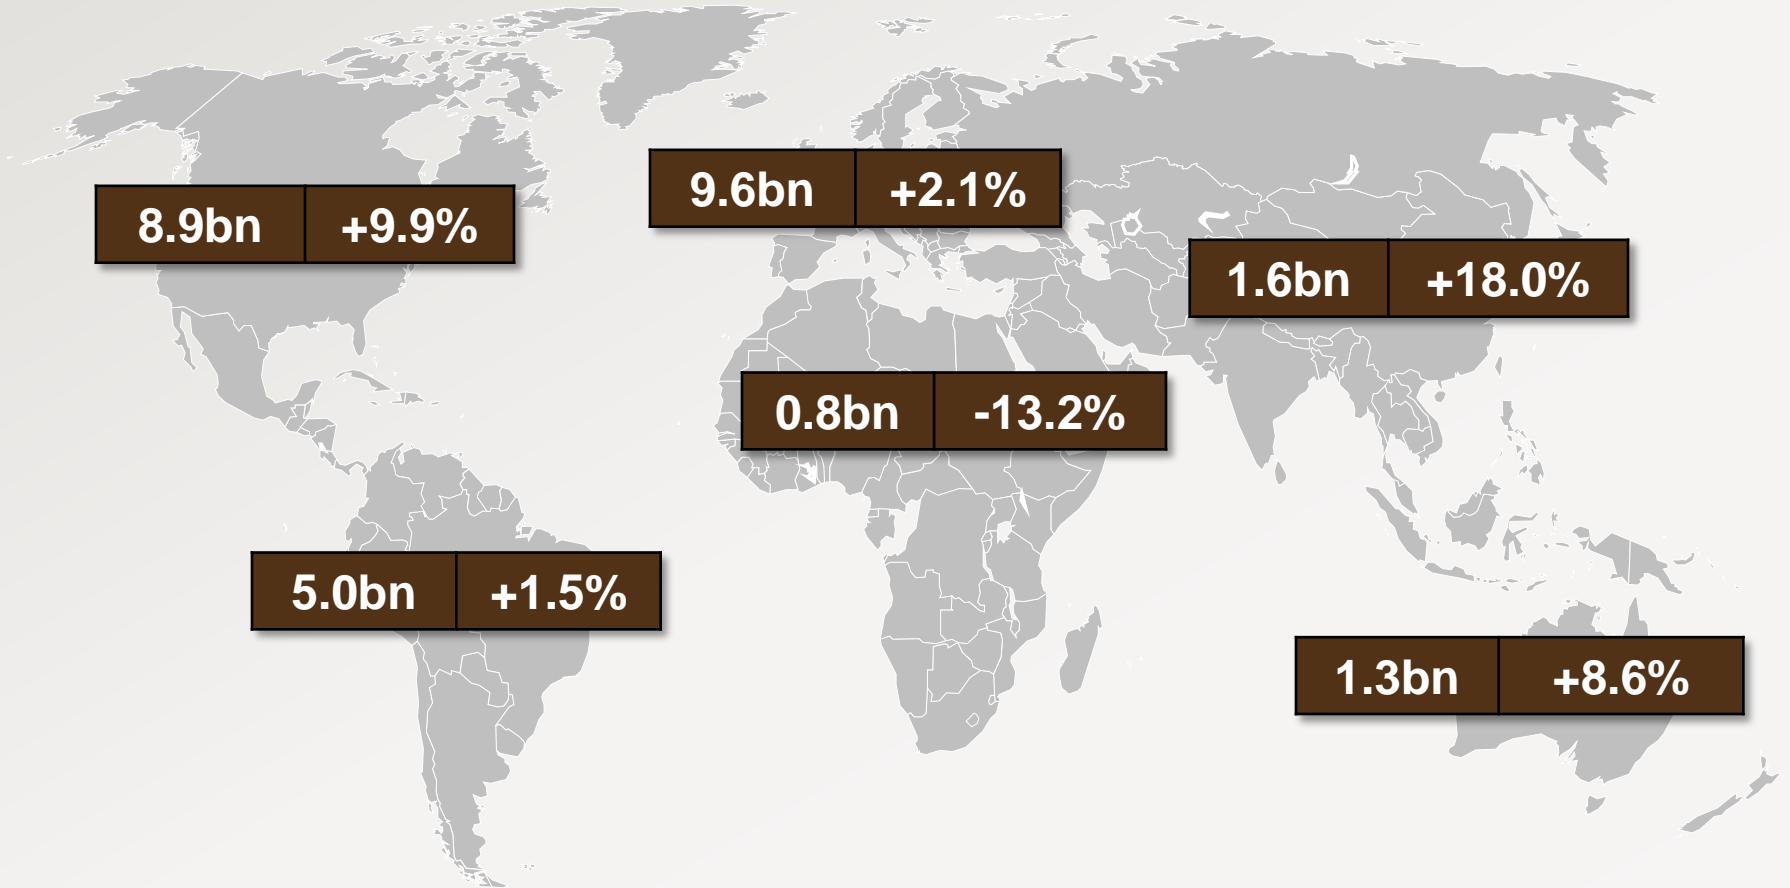 9.6bn +2.1%
8.9bn +9.9%
1.6bn +18.0%
0.8bn -13.2%
5.0bn +1.5%
1.3bn +8.6%